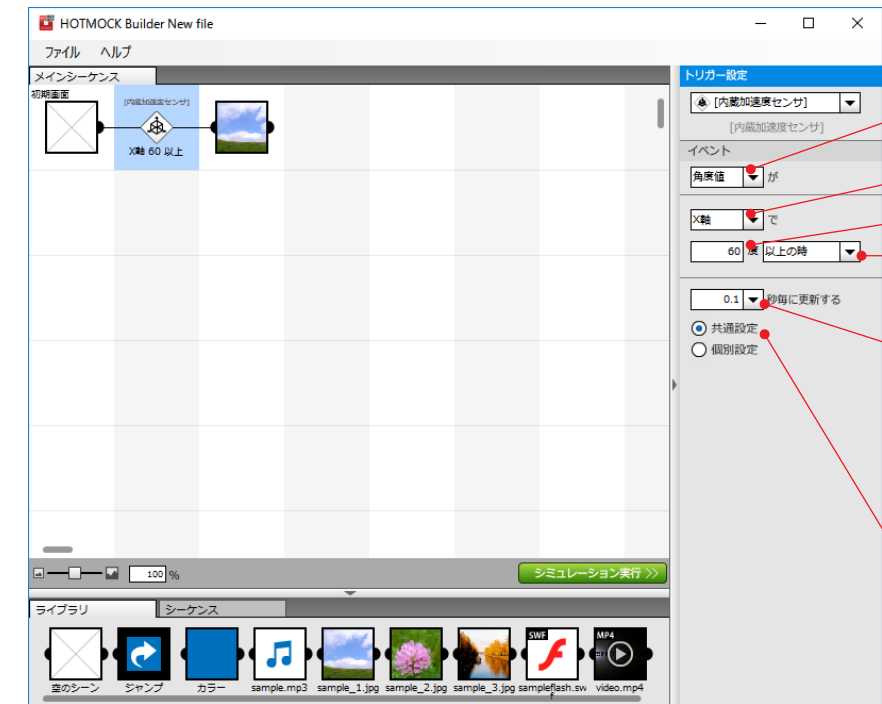 HOTMOCK Builder New file
ファイル ヘルプ
メインシーケンス
初期画面
[内蔵加速度センサ]
X軸 60 以上
トリガー設定
[内蔵加速度センサ]
[内蔵加速度センサ]
イベント
角度値 が
X軸 で
60 度 以上の時
0.1 秒毎に更新する
共通設定
個別設定
100 %
シミュレーション実行 >>
ライブラリ シーケンス
SWF MP4
空のシーン ジャンプ カラー sample.mp3 sample_1.jpg sample_2.jpg sample_3.jpg sampleflash.sw video.mp4
f